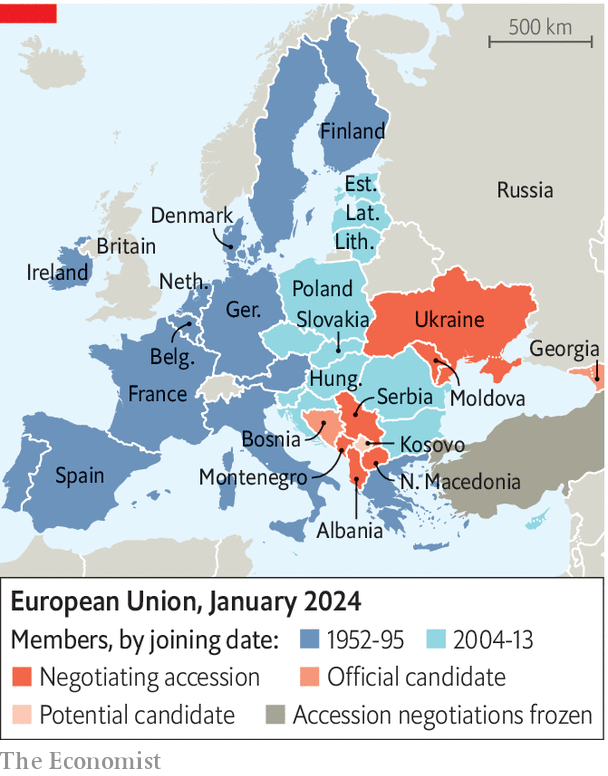 500 km
Finland
Russia
Est.
Lat.
Lith.
Denmark
Britain
Ireland
Neth.
Ger.
Poland
Slovakia
Ukraine
Belg.
Georgia
France
Hung.
Serbia
Moldova
Bosnia
Kosovo
Spain
Montenegro
N. Macedonia
Albania
European Union, January 2024
Members, by joining date: 1952-95 2004-13
Negotiating accession Official candidate
Potential candidate Accession negotiations frozen
The Economist